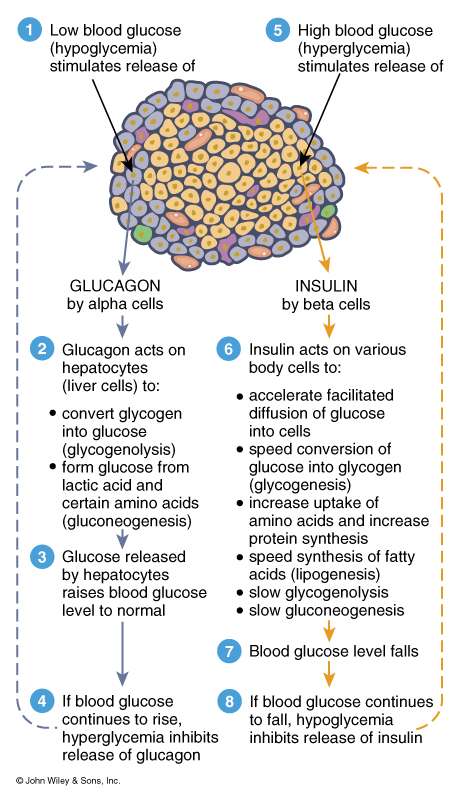 1 Low blood glucose
(hypoglycemia)
stimulates release of
5 High blood glucose
(hyperglycemia)
stimulates release of
GLUCAGON
by alpha cells
INSULIN
by beta cells
2 Glucagon acts on
hepatocytes
(liver cells) to:
• convert glycogen
into glucose
(glycogenolysis)
• form glucose from
lactic acid and
certain amino acids
(gluconeogenesis)
3 Glucose released
by hepatocytes
raises blood glucose
level to normal
4 If blood glucose
continues to rise,
hyperglycemia inhibits
release of glucagon
6 Insulin acts on various
body cells to:
• accelerate facilitated
diffusion of glucose
into cells
• speed conversion of
glucose into glycogen
(glycogenesis)
• increase uptake of
amino acids and increase
protein synthesis
• speed synthesis of fatty
acids (lipogenesis)
• slow glycogenolysis
• slow gluconeogenesis
7 Blood glucose level falls
8 If blood glucose continues
to fall, hypoglycemia
inhibits release of insulin
© John Wiley & Sons, Inc.